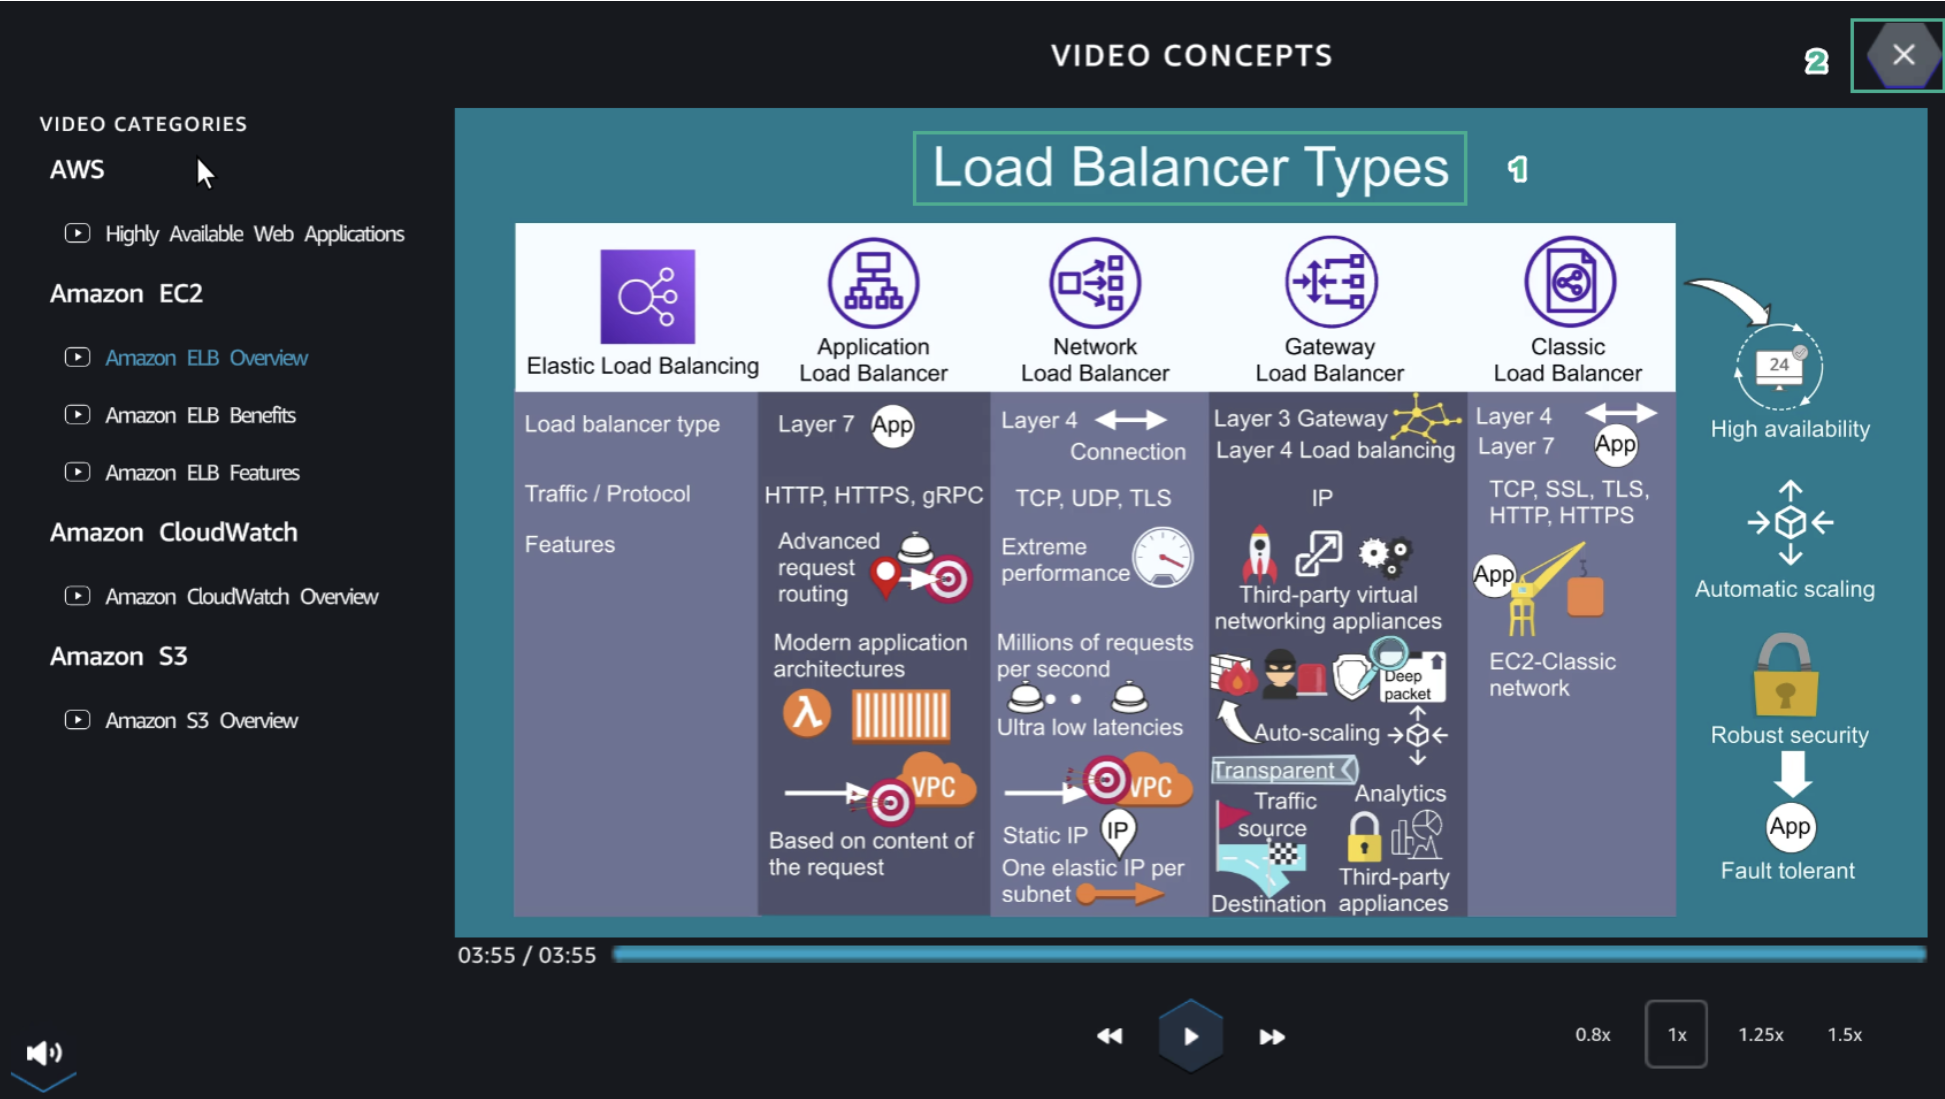 VIDEO CONCEPTS
2
VIDEO CATEGORIES
AWS
Highly Available Web Applications
Amazon EC2
Amazon ELB Overview
Amazon ELB Benefits
Amazon ELB Features
Amazon CloudWatch
Amazon CloudWatch Overview
Amazon S3
Amazon S3 Overview
Load Balancer Types
1
Elastic Load Balancing
Application
Load Balancer
Network
Load Balancer
Gateway
Load Balancer
Classic
Load Balancer
Load balancer type
Layer 7 App
Layer 4
Connection
Layer 3 Gateway
Layer 4 Load balancing
Layer 4
Layer 7 App
Traffic / Protocol
HTTP, HTTPS, gRPC
TCP, UDP, TLS
IP
TCP, SSL, TLS,
HTTP, HTTPS
Features
Advanced
request
routing
Modern application
architectures
VPC
Based on content of
the request
Extreme
performance
Millions of requests
per second
Ultra low latencies
VPC
Static IP IP
One elastic IP per
subnet
Third-party virtual
networking appliances
Deep
packet
Auto-scaling
Transparent
Traffic
source
Destination
Analytics
Third-party
appliances
App
EC2-Classic
network
24
High availability
Automatic scaling
Robust security
App
Fault tolerant
03:55 / 03:55
0.8x
1x
1.25x
1.5x